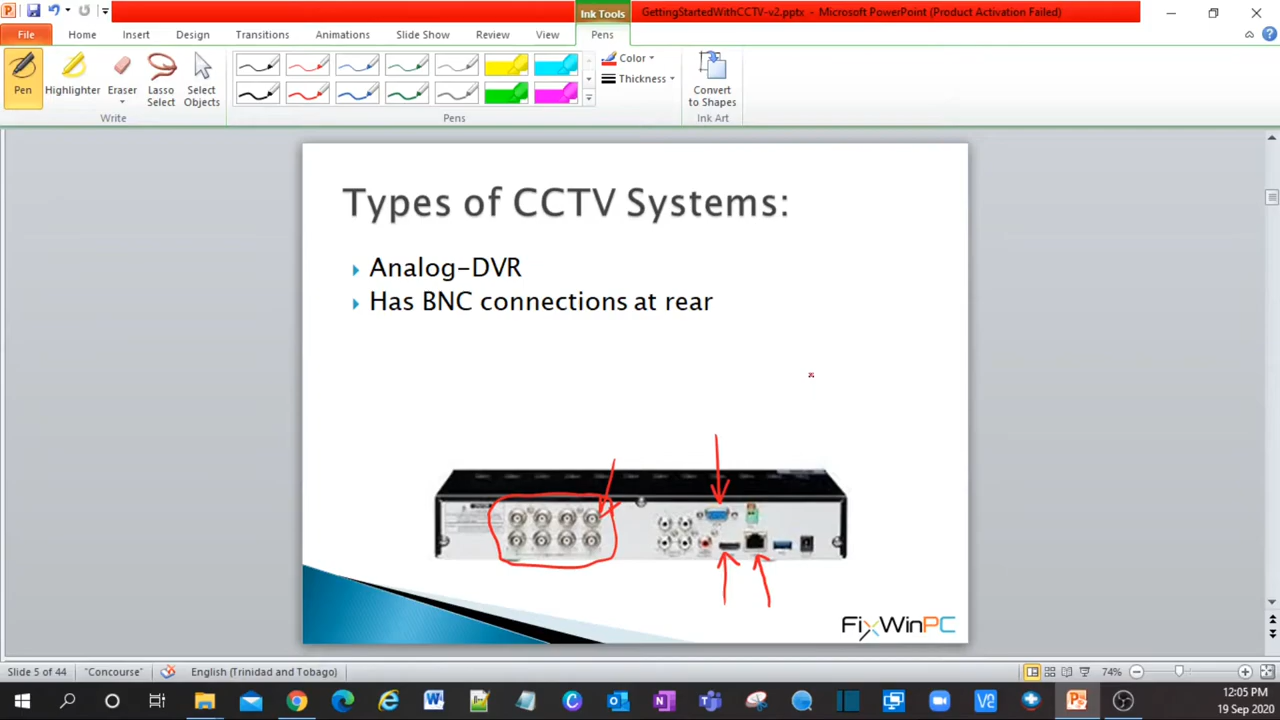 Ink Tools
GettingStartedWithCCTV-v2.pptx - Microsoft PowerPoint (Product Activation Failed)
File Home Insert Design Transitions Animations Slide Show Review View Pens
Pen Highlighter Eraser Lasso Select Select Objects
Color
Thickness
Convert to Shapes
Write Pens Ink Art
Types of CCTV Systems:
Analog-DVR
Has BNC connections at rear
FixWinPC
Slide 5 of 44 "Concourse" English (Trinidad and Tobago) 74%
12:05 PM
19 Sep 2020